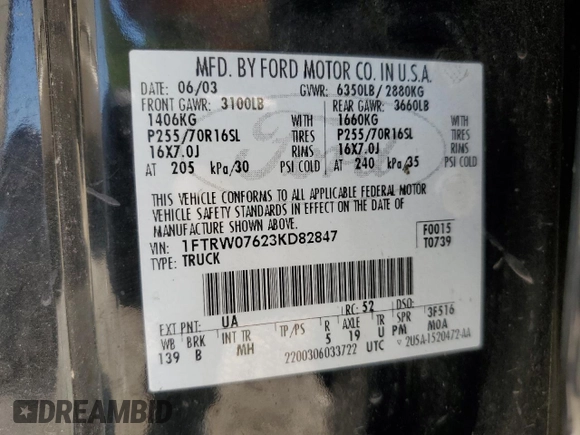 MFD. BY FORD MOTOR CO. IN U.S.A.
DATE: 06/03 GVWR: 6350LB/2880KG
FRONT GAWR: 3100LB REAR GAWR: 3660LB
1406KG WITH 1660KG WITH
P255/70R16SL TIRES P255/70R16SL TIRES
16X7.0J RIMS 16X7.0J RIMS
AT 205 kPa/30 PSI COLD AT 240 kPa/35 PSI COLD
Ford
THIS VEHICLE CONFORMS TO ALL APPLICABLE FEDERAL MOTOR
VEHICLE SAFETY STANDARDS IN EFFECT ON THE DATE OF
MANUFACTURE SHOWN ABOVE.
VIN: 1FTRW07623KD82847 F0015
TYPE: TRUCK T0739
EXT PNT: UA RC: 52 DSO:
WB BRK INT TR TP/PS R AXLE TR SPR 3F516
139 B MH 5 19 U PM MOA
2200306033722 UTC 2U5A-1520472-AA
DREAMBID